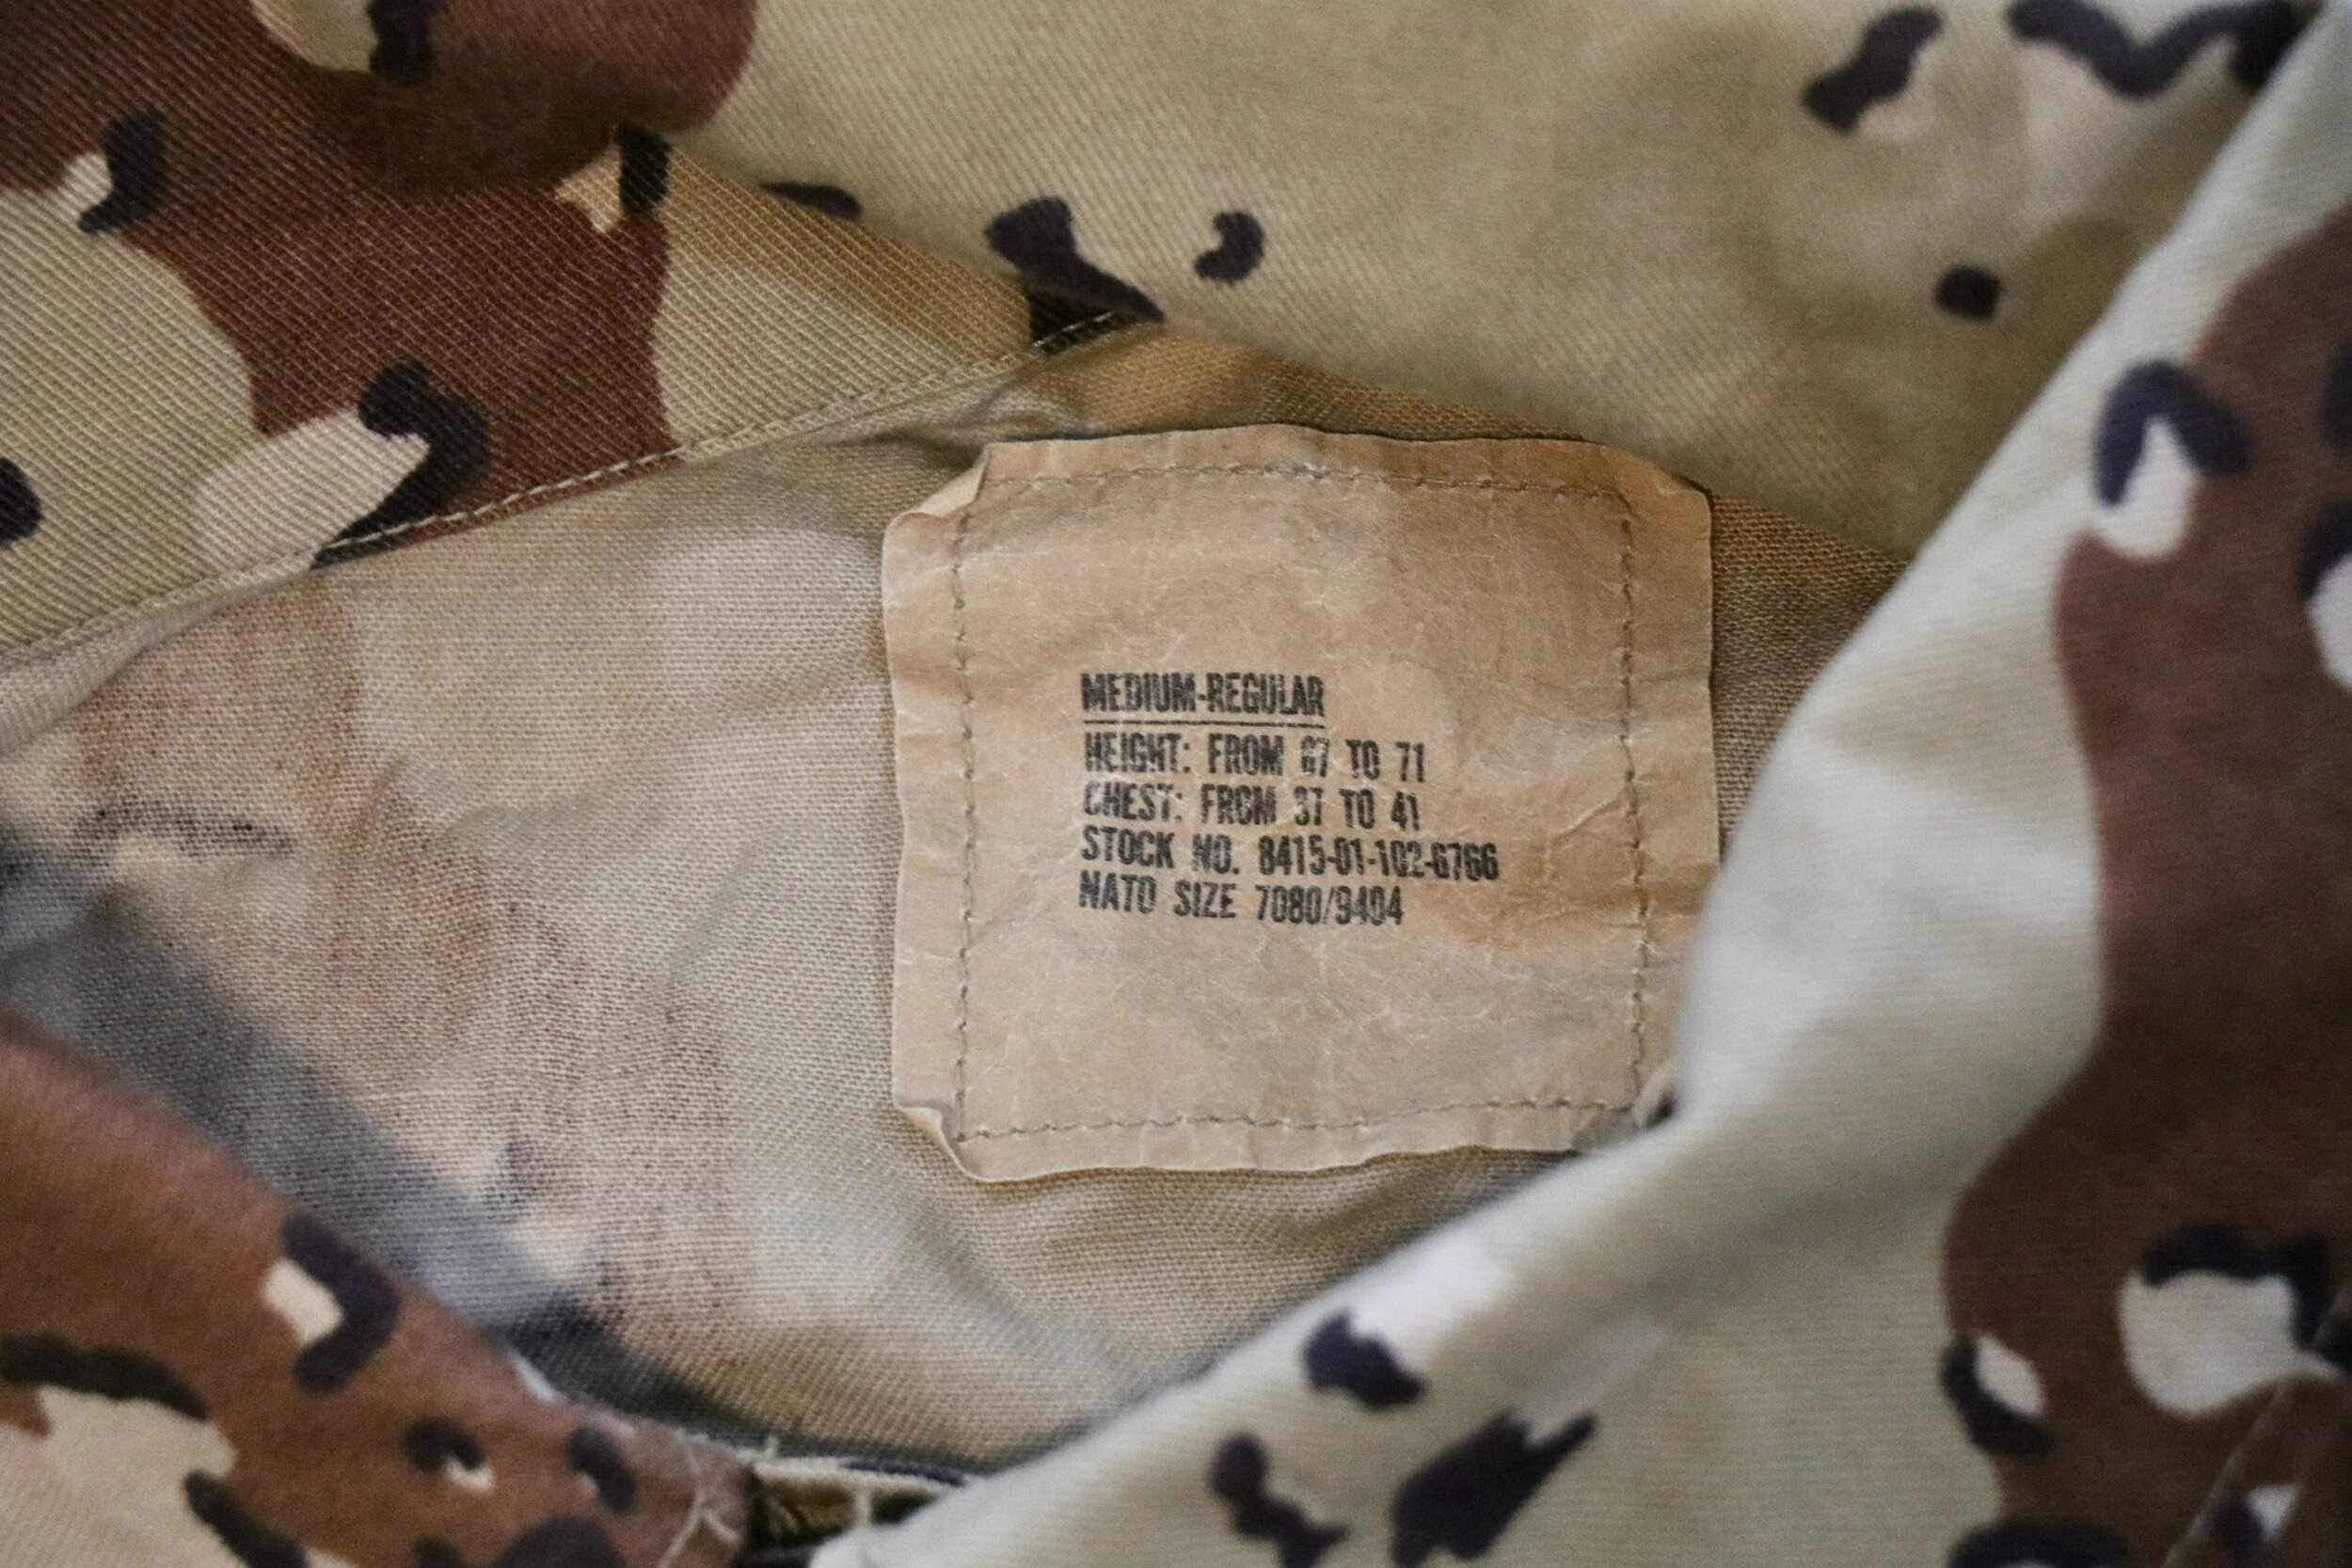 MEDIUM-REGULAR
HEIGHT: FROM 67 TO 71
CHEST: FROM 37 TO 41
STOCK NO. 8415-01-102-6766
NATO SIZE 7080/9404